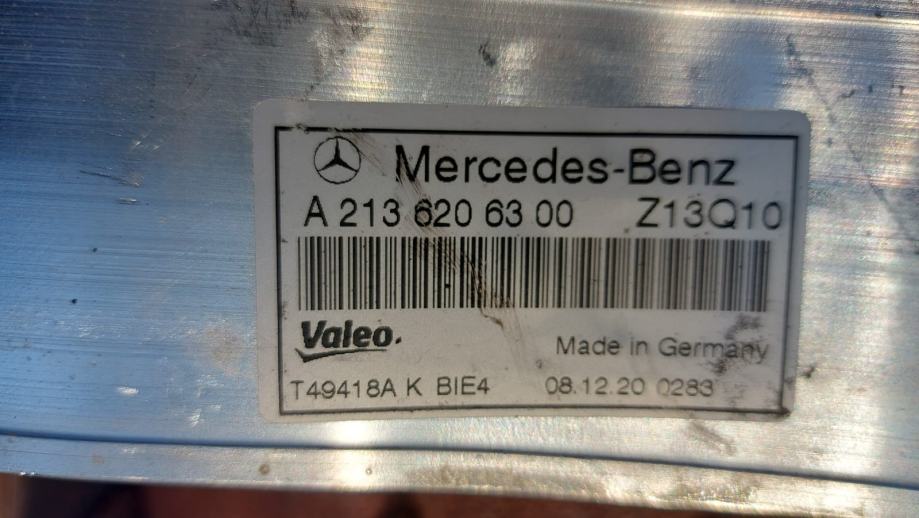 Mercedes-Benz
A 213 620 63 00 Z13Q10
Valeo.
Made in Germany
T49418A K BIE4 08.12.20 0283